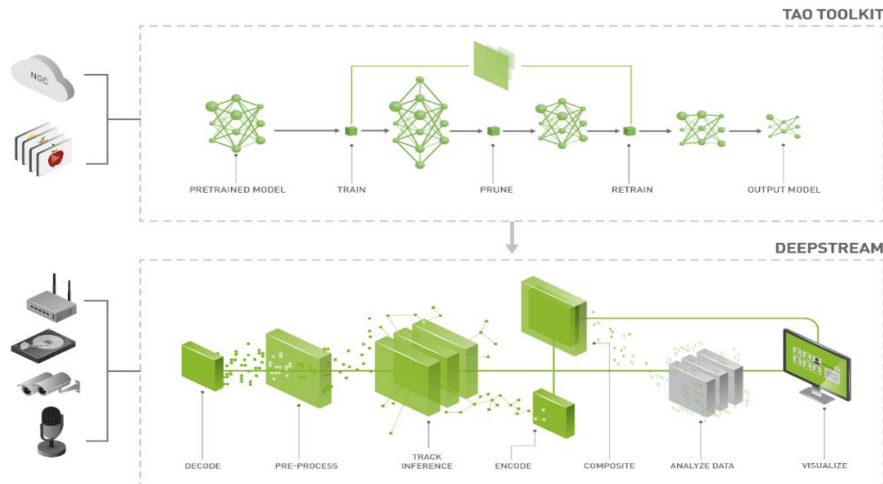 TAO TOOLKIT
NGC
PRETRAINED MODEL
TRAIN
PRUNE
RETRAIN
OUTPUT MODEL
DEEPSTREAM
DECODE
PRE-PROCESS
TRACK
INFERENCE
ENCODE
COMPOSITE
ANALYZE DATA
VISUALIZE